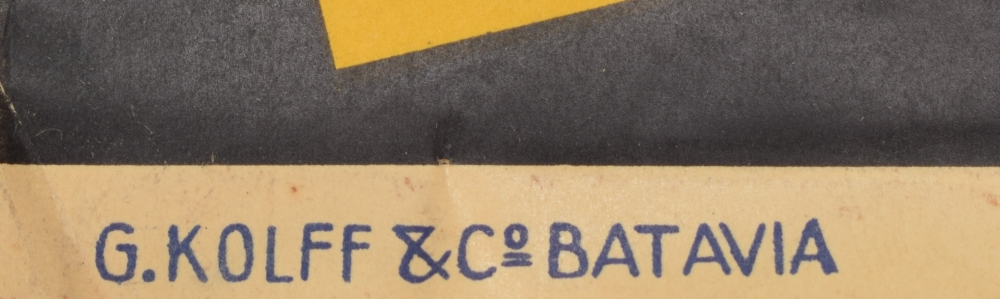 G. KOLFF & Cº BATAVIA